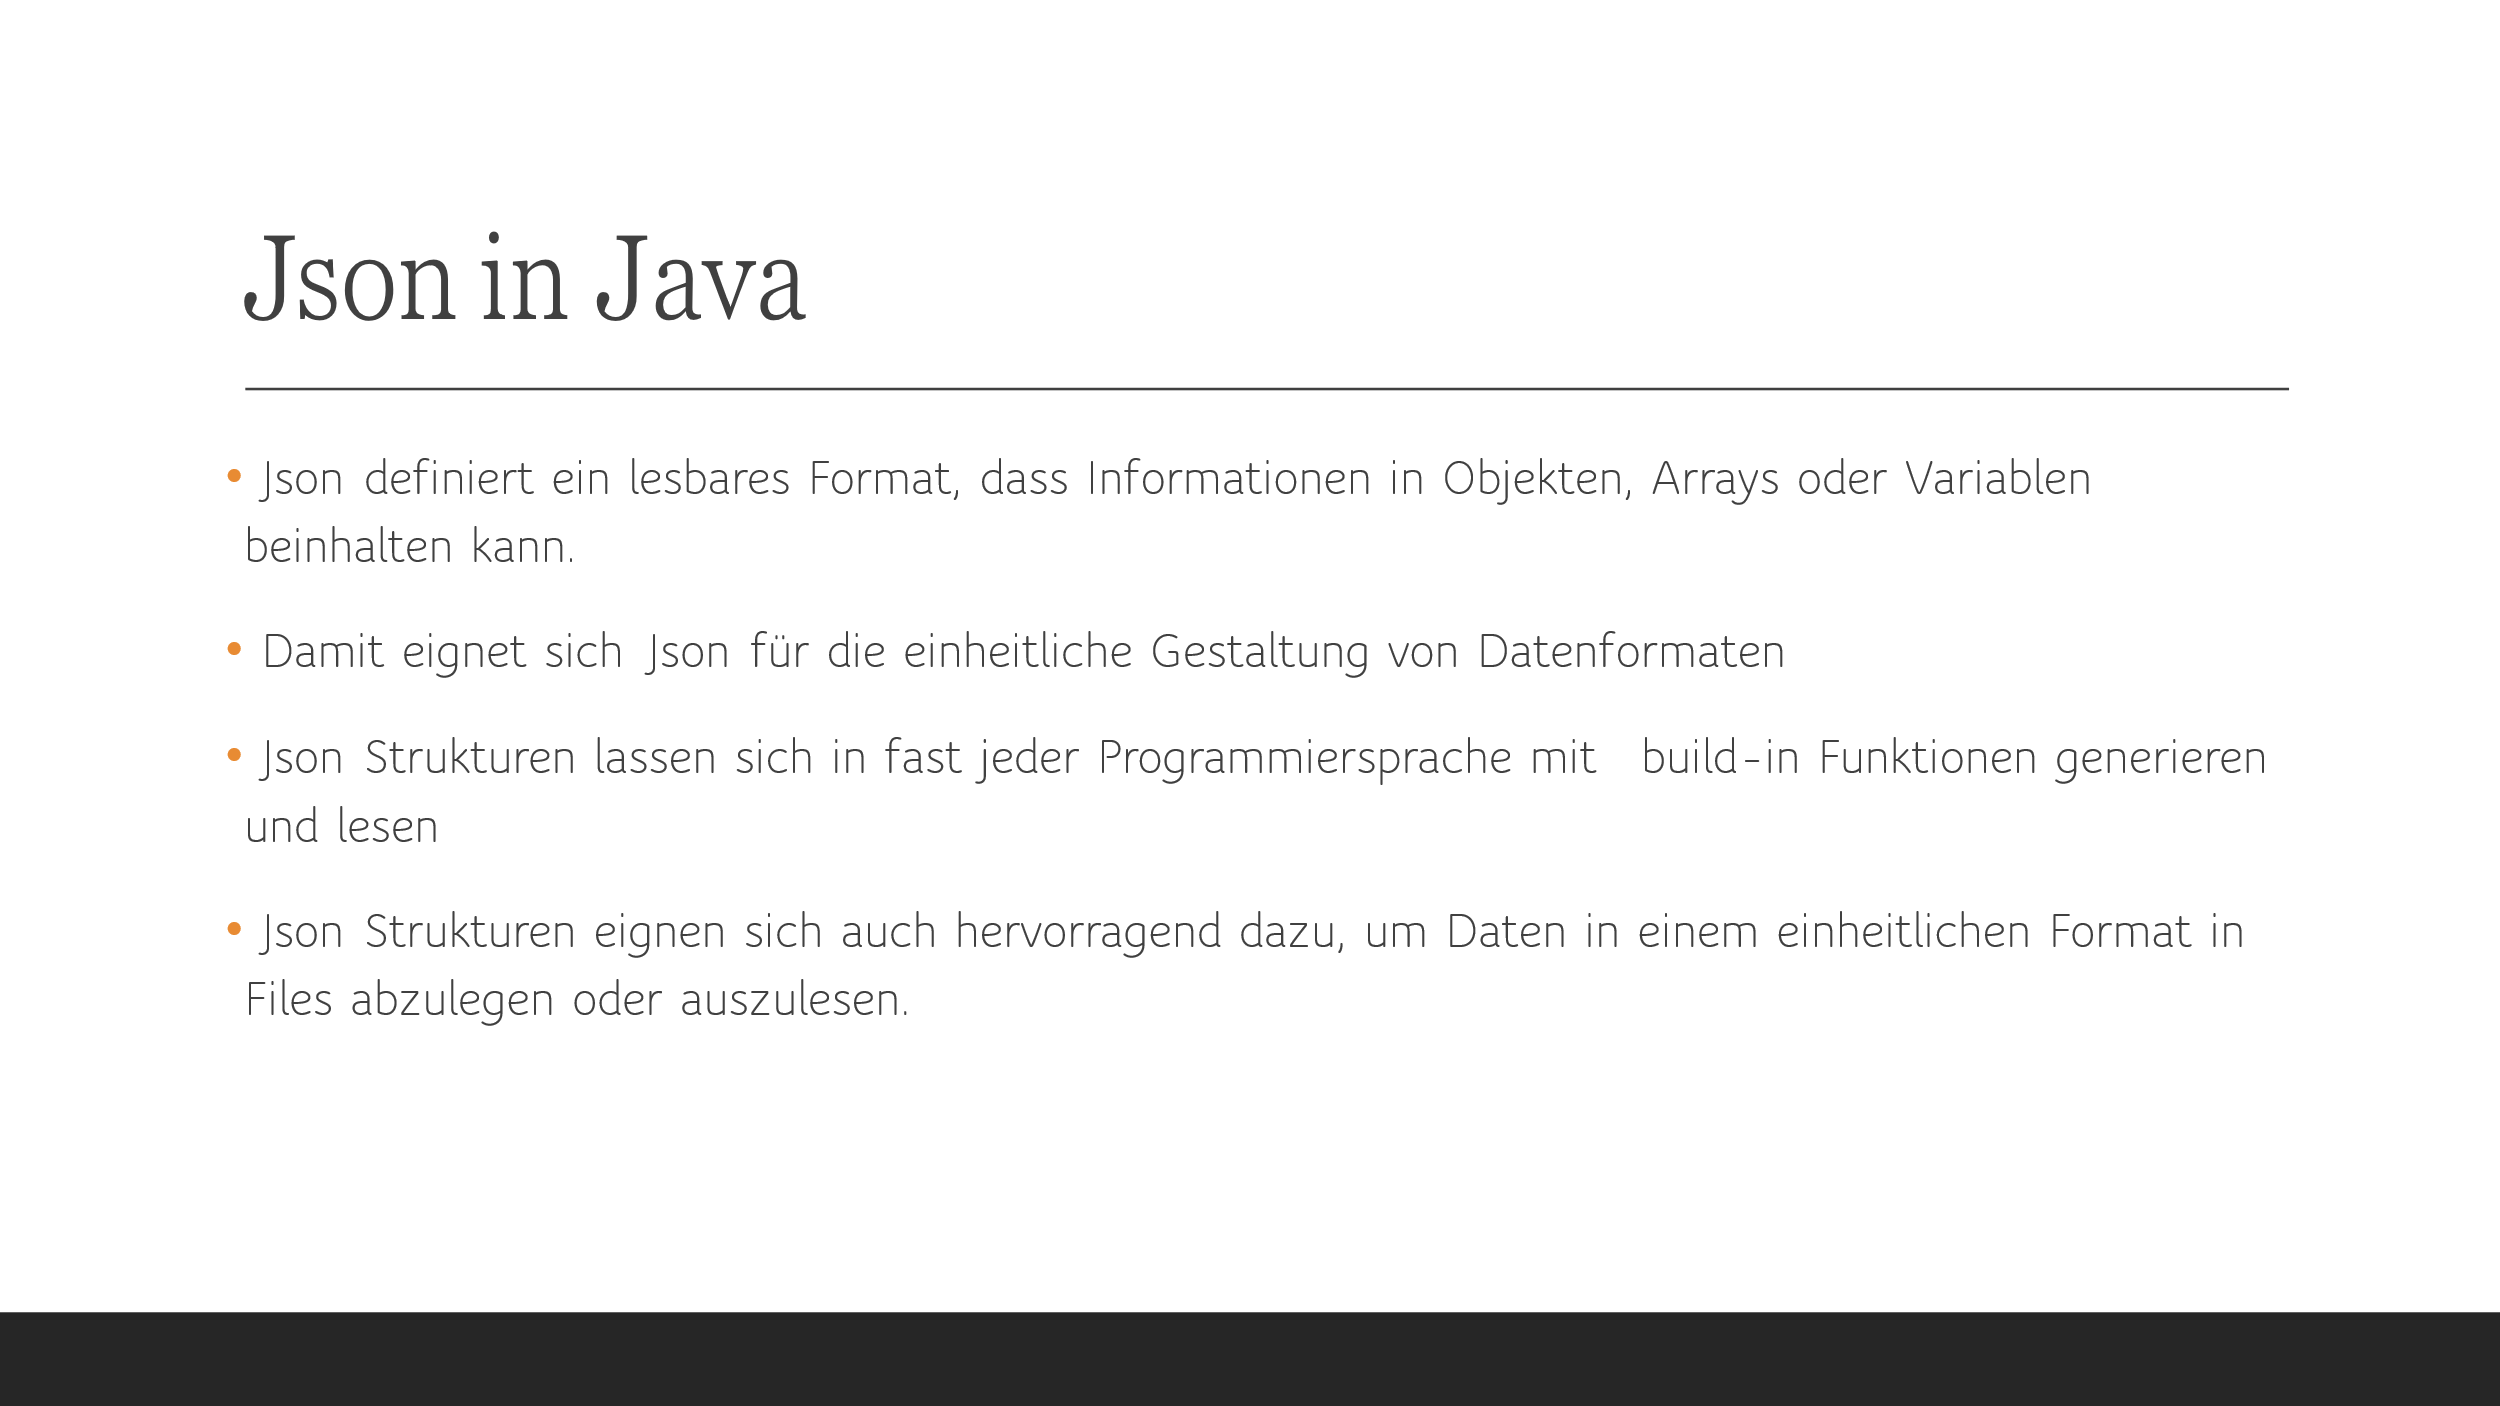 Json in Java
• Json definiert ein lesbares Format, dass Informationen in Objekten, Arrays oder Variablen
beinhalten kann.
• Damit eignet sich Json für die einheitliche Gestaltung von Datenformaten
• Json Strukturen lassen sich in fast jeder Programmiersprache mit  build-in Funktionen generieren
und lesen
• Json Strukturen eignen sich auch hervorragend dazu, um Daten in einem einheitlichen Format in
Files abzulegen oder auszulesen.